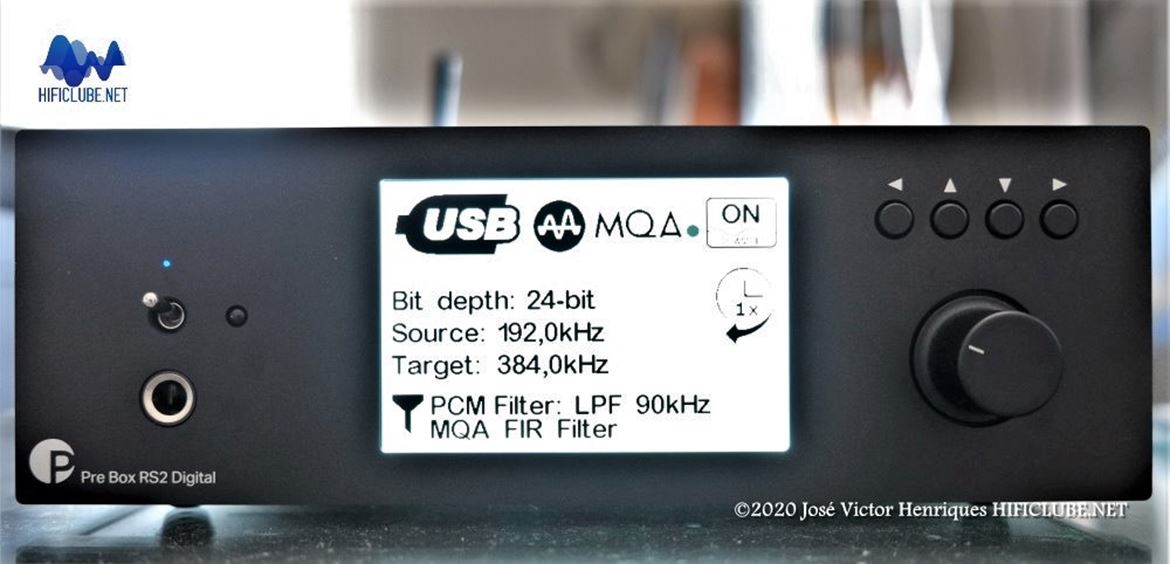 HIFICLUBE.NET
USB MQA. ON
Bit depth: 24-bit
Source: 192,0kHz
1x
Target: 384,0kHz
PCM Filter: LPF 90kHz
MQA FIR Filter
Pre Box RS2 Digital
©2020 José Victor Henriques HIFICLUBE.NET